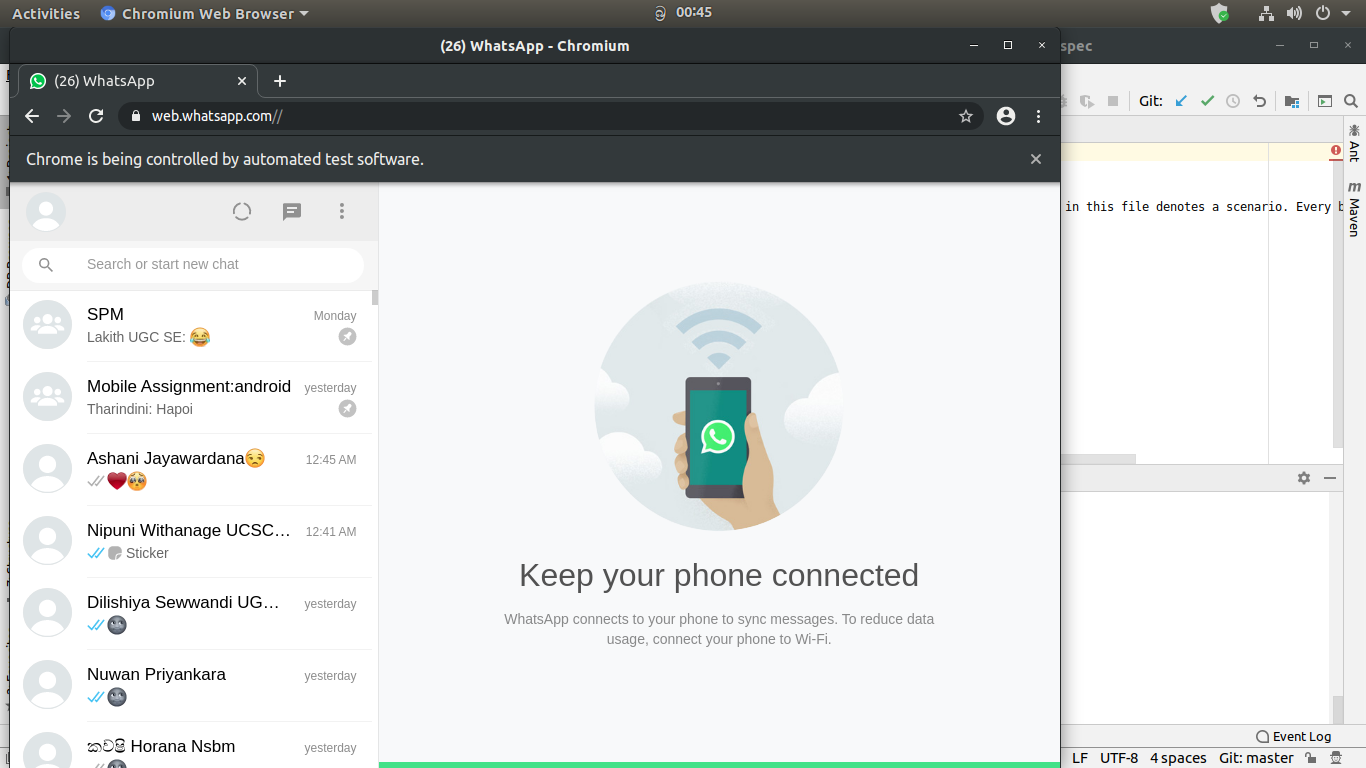 Activities Chromium Web Browser 00:45
(26) WhatsApp - Chromium
spec
(26) WhatsApp
web.whatsapp.com//
Git:
Chrome is being controlled by automated test software.
Ant
Maven
Search or start new chat
in this file denotes a scenario. Every b
SPM Monday
Lakith UGC SE: 😂
Mobile Assignment:android yesterday
Tharindini: Hapoi
Ashani Jayawardana😒 12:45 AM
❤️🥺
Nipuni Withanage UCSC… 12:41 AM
Sticker
Dilishiya Sewwandi UG… yesterday
🌚
Nuwan Priyankara yesterday
🌚
කවිෂි Horana Nsbm yesterday
🌚
Keep your phone connected
WhatsApp connects to your phone to sync messages. To reduce data
usage, connect your phone to Wi-Fi.
Event Log
LF UTF-8 4 spaces Git: master